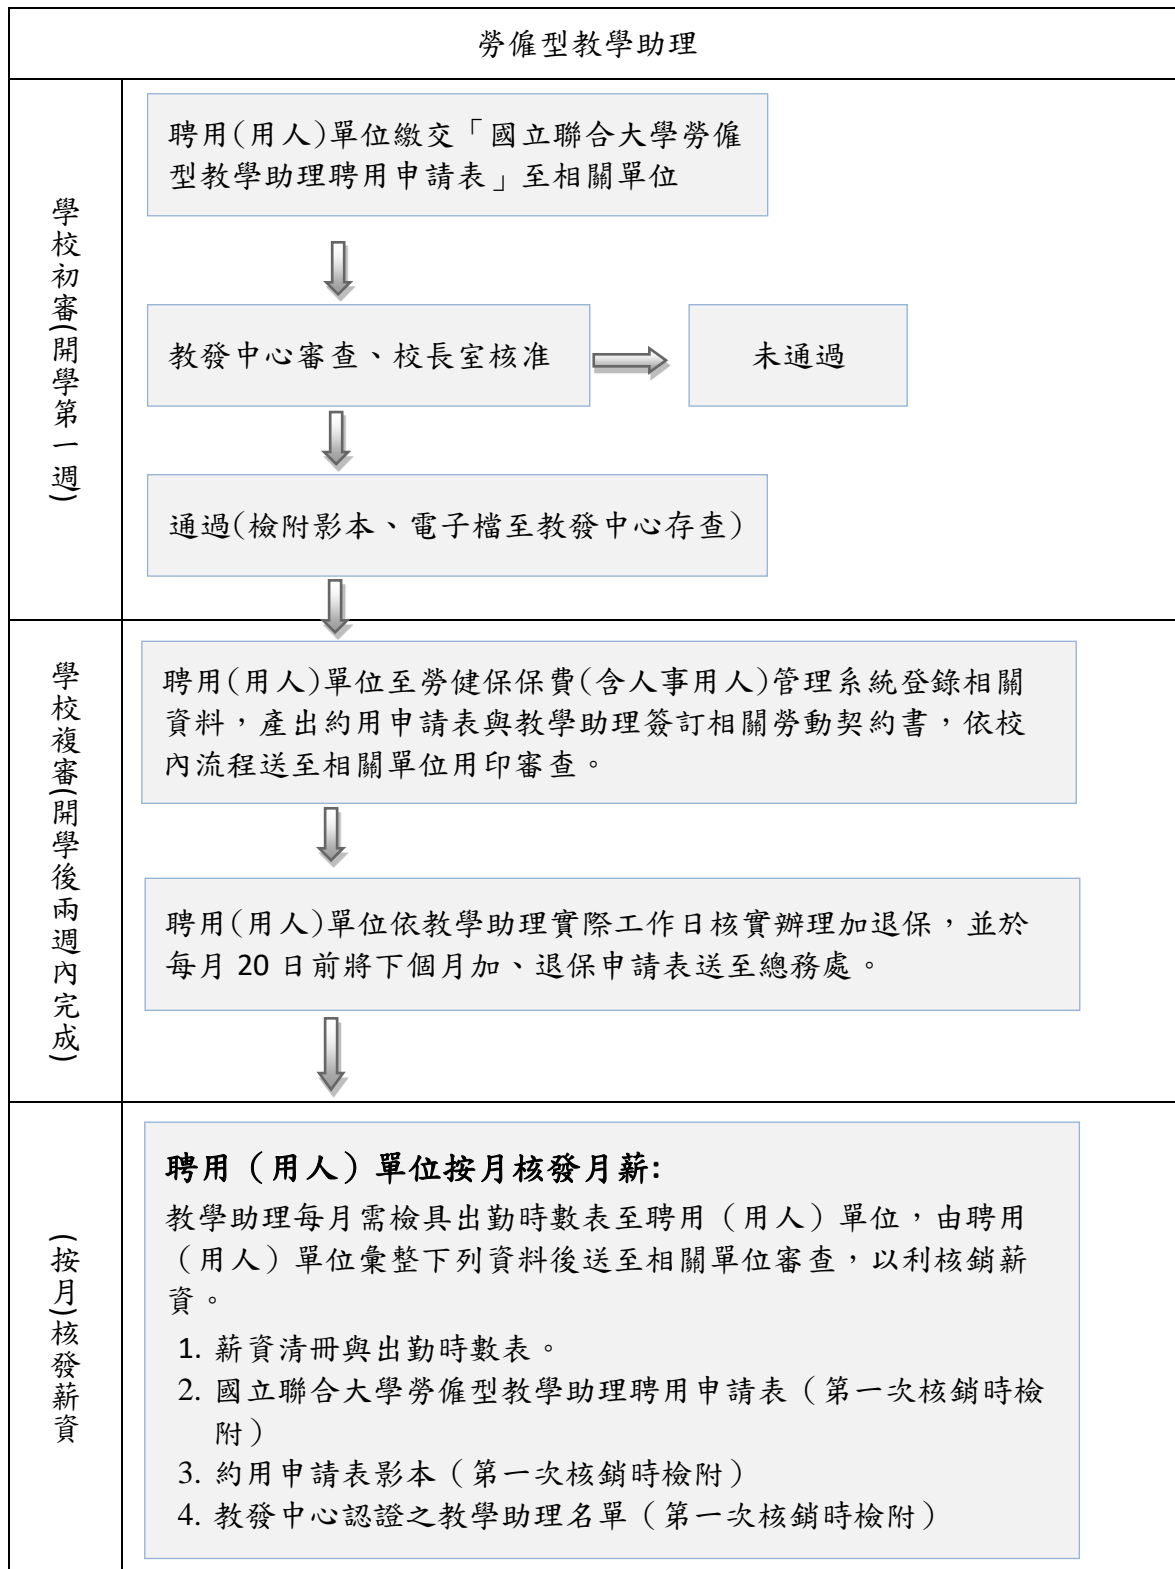 勞僱型教學助理
學校初審(開學第一週)
聘用(用人)單位繳交「國立聯合大學勞僱
型教學助理聘用申請表」至相關單位
教發中心審查、校長室核准
未通過
通過(檢附影本、電子檔至教發中心存查)
學校複審(開學後兩週內完成)
聘用(用人)單位至勞健保保費(含人事用人)管理系統登錄相關
資料，產出約用申請表與教學助理簽訂相關勞動契約書，依校
內流程送至相關單位用印審查。
聘用(用人)單位依教學助理實際工作日核實辦理加退保，並於
每月 20 日前將下個月加、退保申請表送至總務處。
(按月)核發薪資
聘用（用人）單位按月核發月薪:
教學助理每月需檢具出勤時數表至聘用（用人）單位，由聘用
（用人）單位彙整下列資料後送至相關單位審查，以利核銷薪
資。
1. 薪資清冊與出勤時數表。
2. 國立聯合大學勞僱型教學助理聘用申請表（第一次核銷時檢
附）
3. 約用申請表影本（第一次核銷時檢附）
4. 教發中心認證之教學助理名單（第一次核銷時檢附）